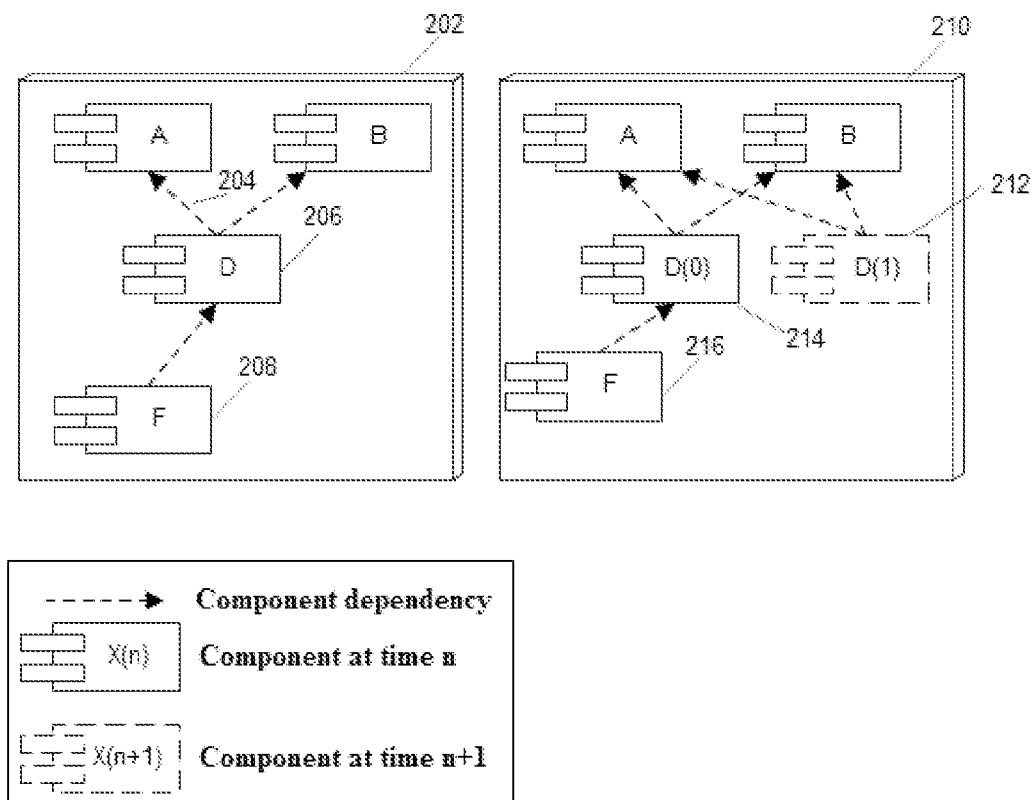 202
210
A
B
A
B
204
206
212
D
D(0)
D(1)
214
208
216
F
F
Component dependency
X(n)
Component at time n
X(n+1)
Component at time n+1